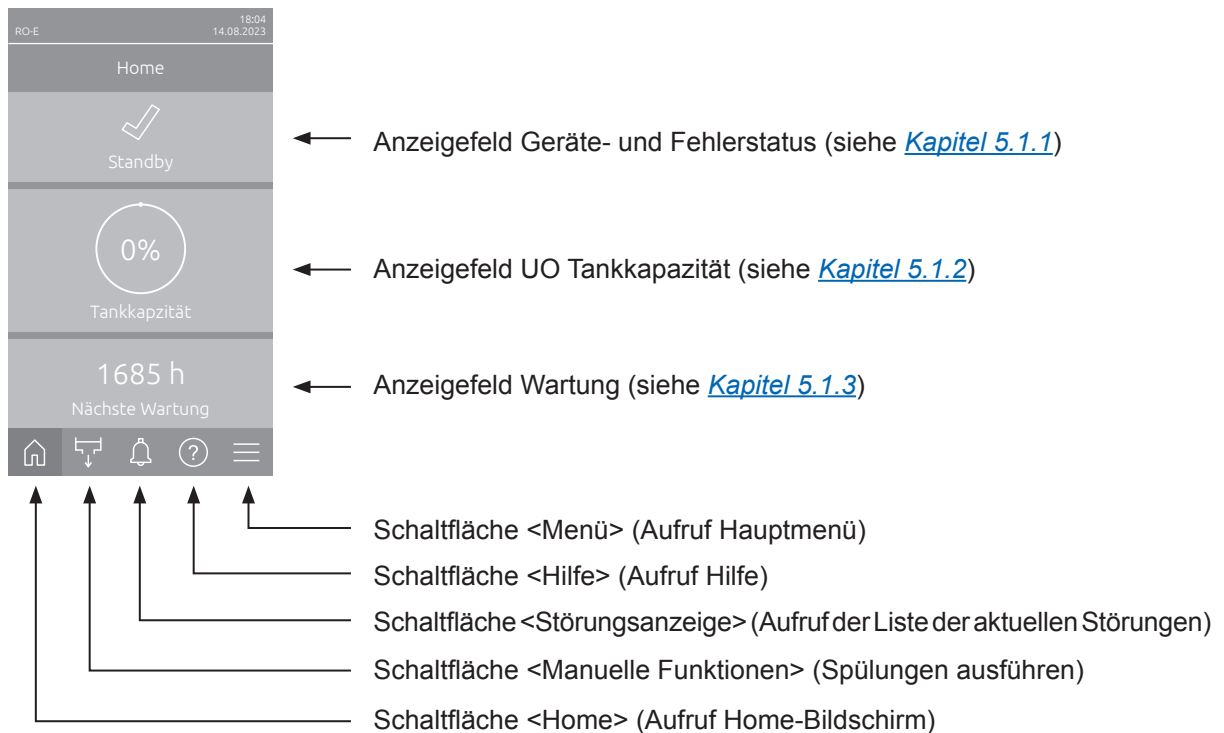 18:04
RO-E 14.08.2023
Home
Standby
Anzeigefeld Geräte- und Fehlerstatus (siehe Kapitel 5.1.1)
0%
Tankkapzität
Anzeigefeld UO Tankkapazität (siehe Kapitel 5.1.2)
1685 h
Nächste Wartung
Anzeigefeld Wartung (siehe Kapitel 5.1.3)
?
Schaltfläche <Menü> (Aufruf Hauptmenü)
Schaltfläche <Hilfe> (Aufruf Hilfe)
Schaltfläche <Störungsanzeige> (Aufruf der Liste der aktuellen Störungen)
Schaltfläche <Manuelle Funktionen> (Spülungen ausführen)
Schaltfläche <Home> (Aufruf Home-Bildschirm)